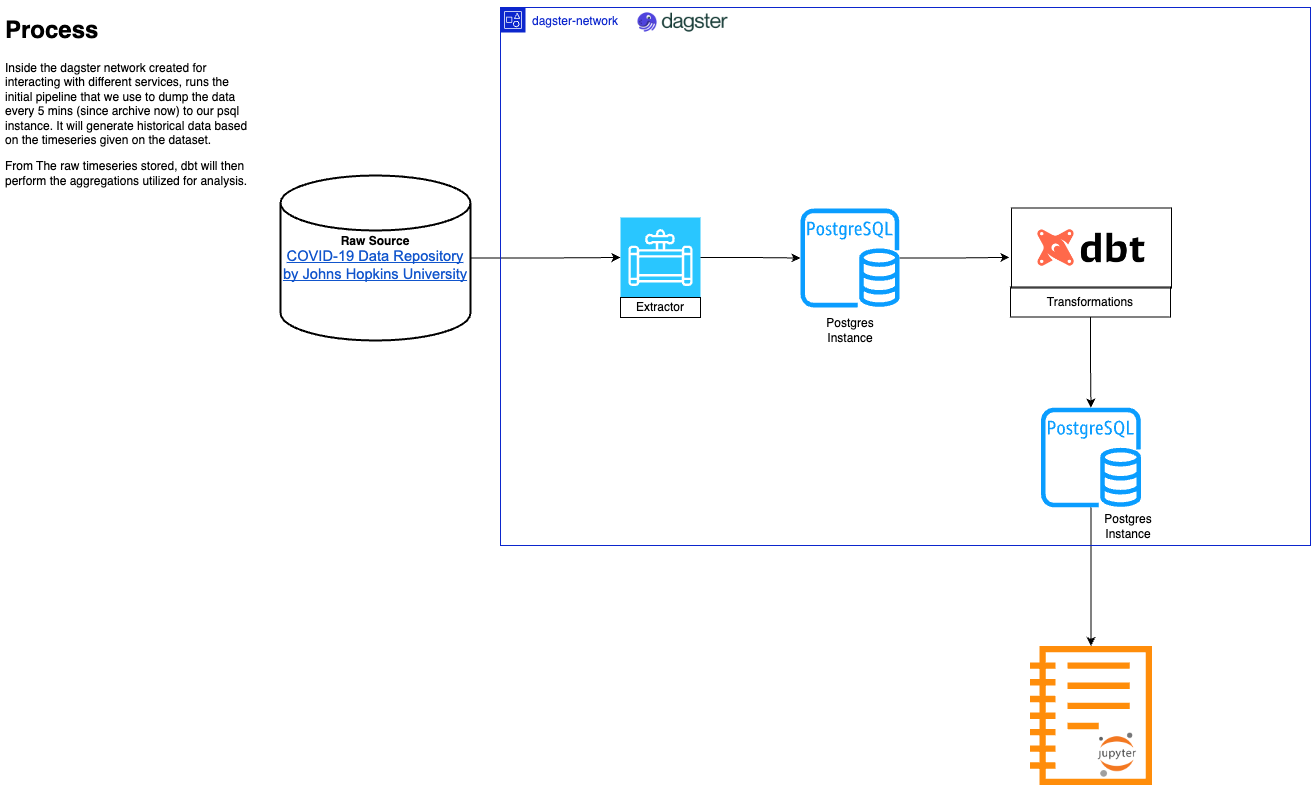 Process
Inside the dagster network created for
interacting with different services, runs the
initial pipeline that we use to dump the data
every 5 mins (since archive now) to our psql
instance. It will generate historical data based
on the timeseries given on the dataset.
From The raw timeseries stored, dbt will then
perform the aggregations utilized for analysis.
dagster-network
dagster
Raw Source
COVID-19 Data Repository
by Johns Hopkins University
Extractor
PostgreSQL
Postgres
Instance
dbt
Transformations
PostgreSQL
Postgres
Instance
jupyter